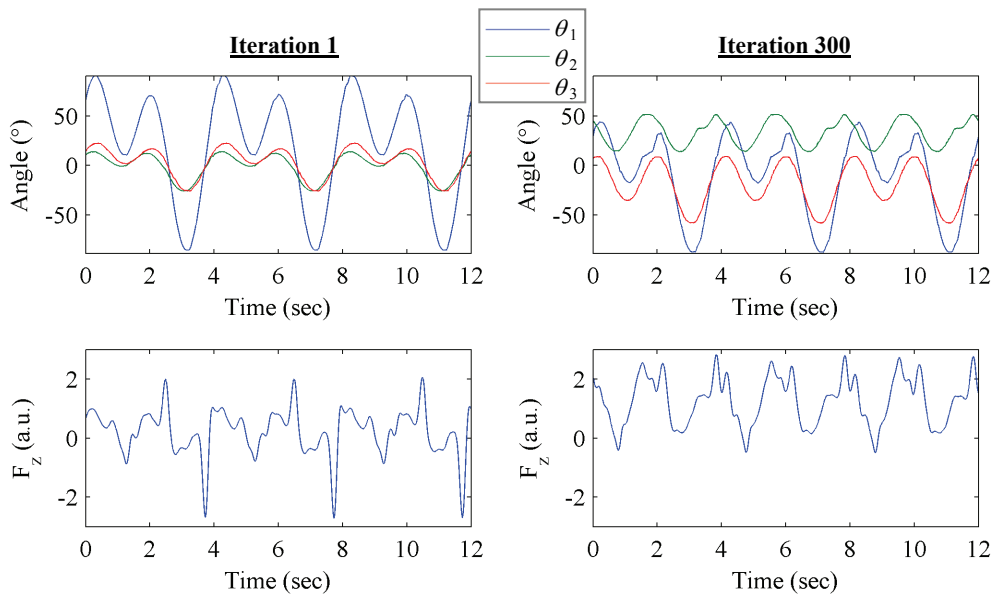 Iteration 1
θ1
θ2
θ3
Iteration 300
50
0
-50
Angle (°)
0 2 4 6 8 10 12
Time (sec)
50
0
-50
Angle (°)
0 2 4 6 8 10 12
Time (sec)
2
0
-2
Fz (a.u.)
0 2 4 6 8 10 12
Time (sec)
2
0
-2
Fz (a.u.)
0 2 4 6 8 10 12
Time (sec)